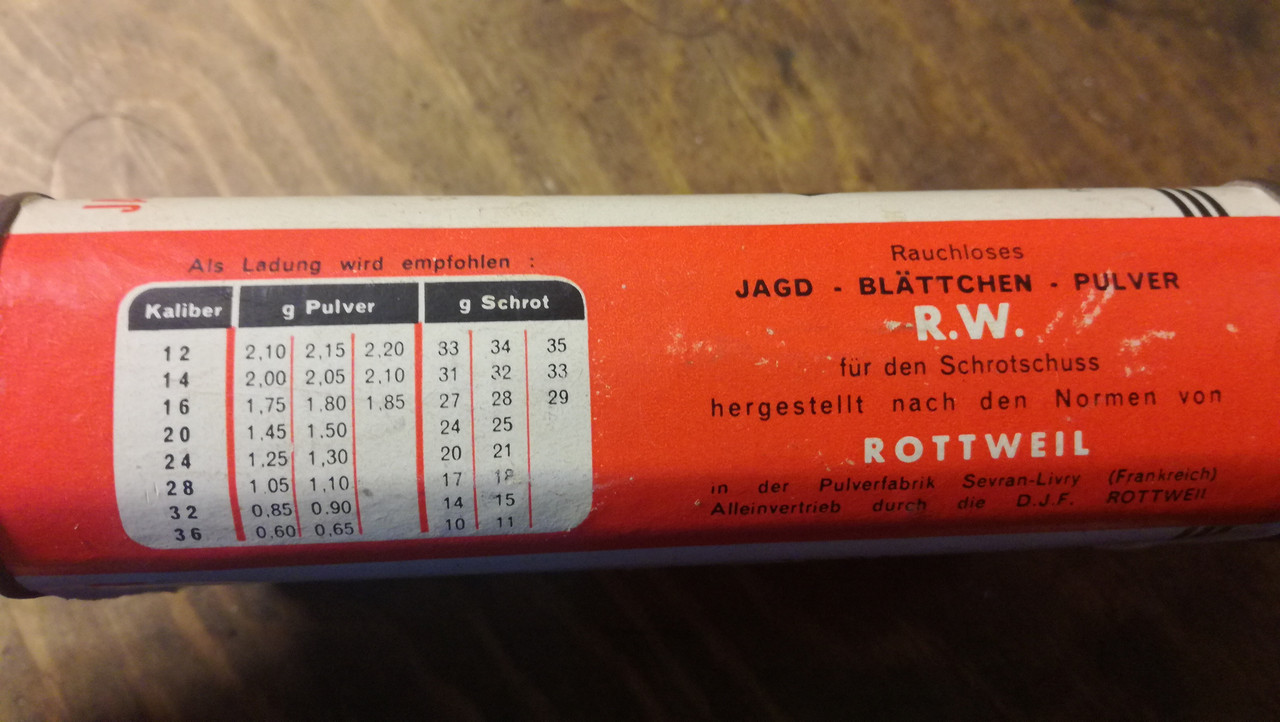 Als Ladung wird empfohlen :
Kaliber g Pulver g Schrot
12 2,10 2,15 2,20 33 34 35
14 2,00 2,05 2,10 31 32 33
16 1,75 1.80 1,85 27 28 29
20 1,45 1,50 24 25
24 1,25 1,30 20 21
28 1.05 1,10 17 18
32 0,85 0.90 14 15
36 0,60 0,65 10 11
Rauchloses
JAGD - BLÄTTCHEN - PULVER
R.W.
für den Schrotschuss
hergestellt nach den Normen von
ROTTWEIL
in der Pulverfabrik Sevran-Livry (Frankreich)
Alleinvertrieb durch die D.J.F. ROTTWEIL